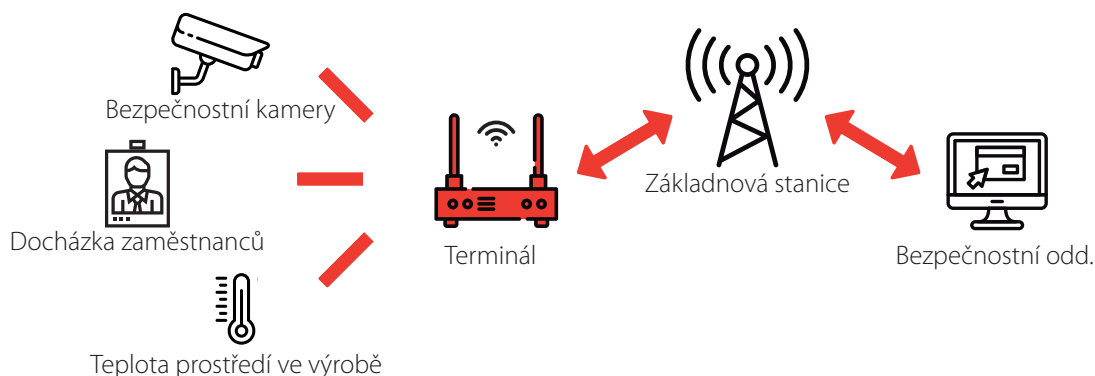 Bezpečnostní kamery
Docházka zaměstnanců
Teplota prostředí ve výrobě
Terminál
Základnová stanice
Bezpečnostní odd.